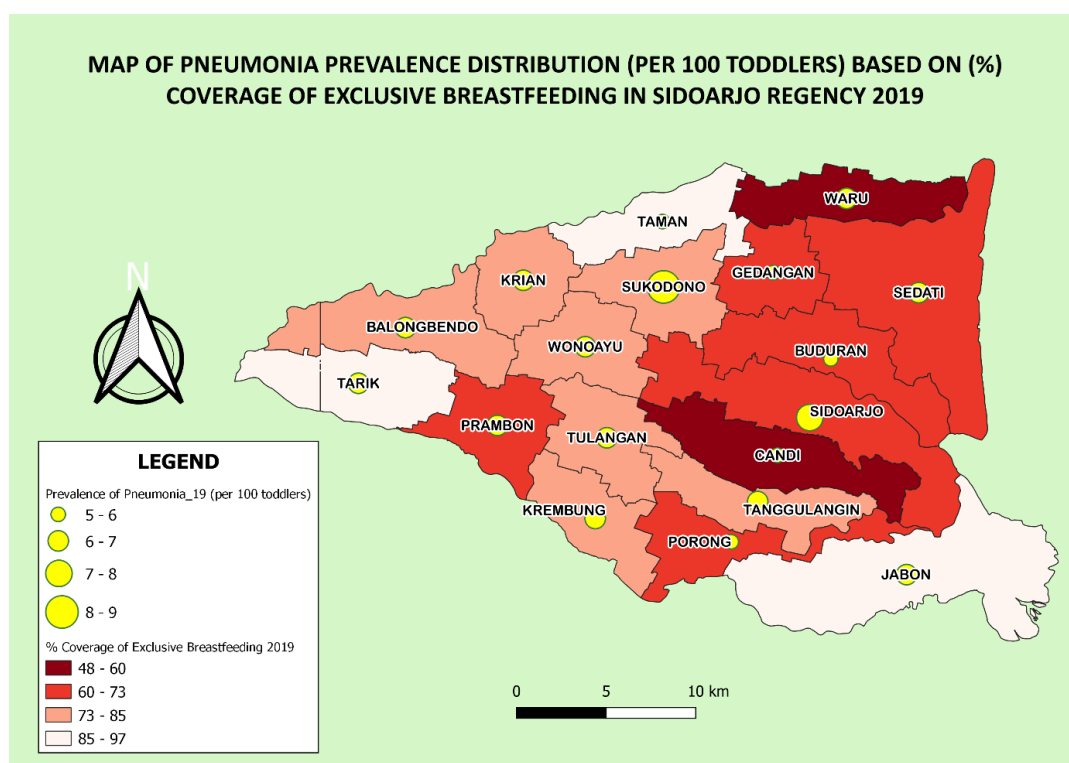 MAP OF PNEUMONIA PREVALENCE DISTRIBUTION (PER 100 TODDLERS) BASED ON (%)
COVERAGE OF EXCLUSIVE BREASTFEEDING IN SIDOARJO REGENCY 2019
WARU
TAMAN
GEDANGAN
KRIAN
SUKODONO
SEDATI
BALONGBENDO
WONOAYU
BUDURAN
TARIK
SIDOARJO
PRAMBON
TULANGAN
CANDI
KREMBUNG
TANGGULANGIN
PORONG
JABON
N
LEGEND
Prevalence of Pneumonia_19 (per 100 toddlers)
5 - 6
6 - 7
7 - 8
8 - 9
% Coverage of Exclusive Breastfeeding 2019
48 - 60
60 - 73
73 - 85
85 - 97
0 5 10 km